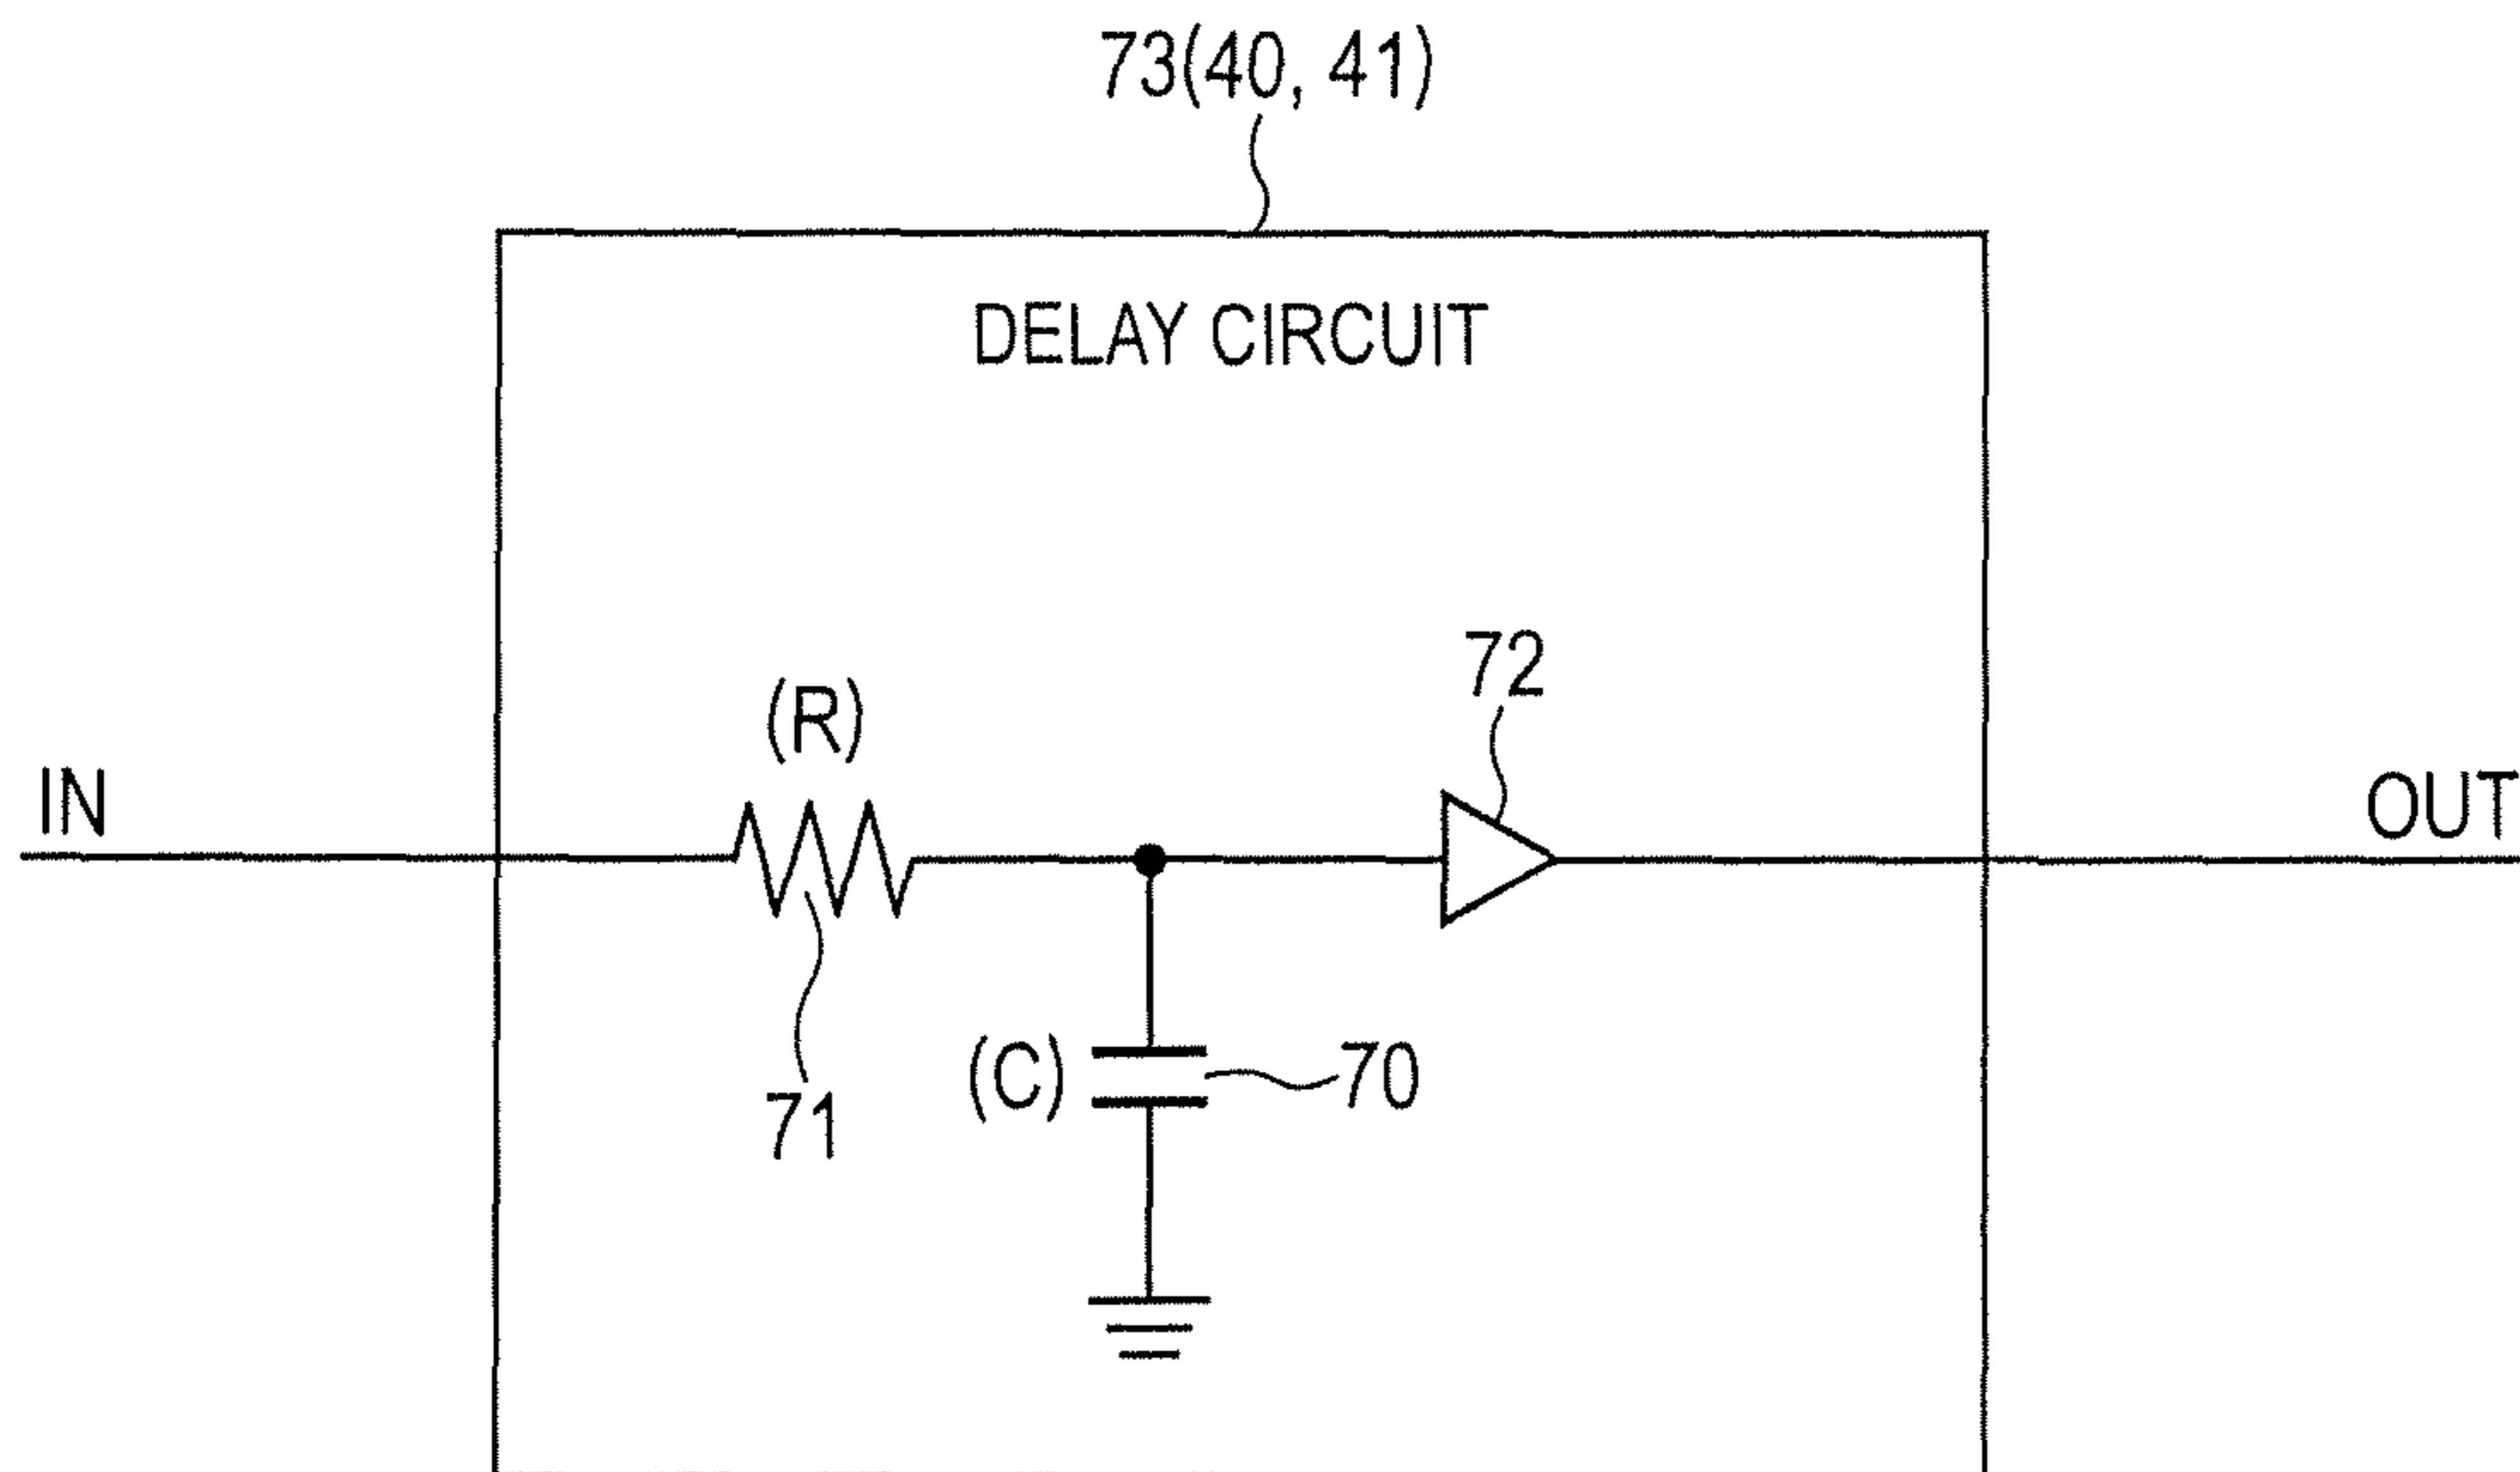 73(40, 41)
DELAY CIRCUIT
72
(R)
IN
OUT
(C)
70
71